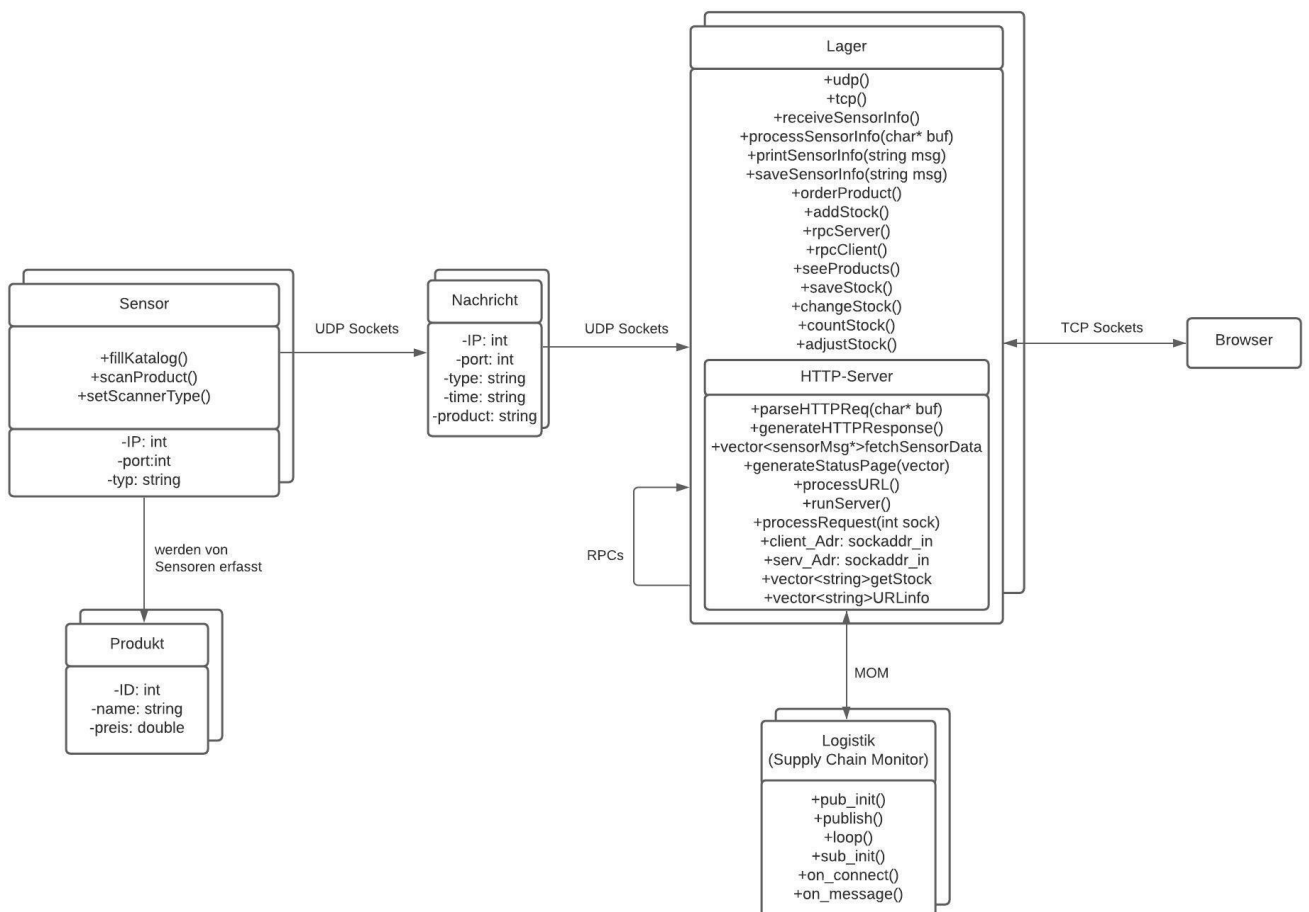 Lager
+udp()
+tcp()
+receiveSensorInfo()
+processSensorInfo(char* buf)
+printSensorInfo(string msg)
+saveSensorInfo(string msg)
+orderProduct()
+addStock()
+rpcServer()
+rpcClient()
+seeProducts()
+saveStock()
+changeStock()
+countStock()
+adjustStock()
HTTP-Server
+parseHTTPReq(char* buf)
+generateHTTPResponse()
+vector<sensorMsg*>fetchSensorData
+generateStatusPage(vector)
+processURL()
+runServer()
+processRequest(int sock)
+client_Adr: sockaddr_in
+serv_Adr: sockaddr_in
+vector<string>getStock
+vector<string>URLinfo
Sensor
+fillKatalog()
+scanProduct()
+setScannerType()
-IP: int
-port:int
-typ: string
UDP Sockets
Nachricht
-IP: int
-port: int
-type: string
-time: string
-product: string
UDP Sockets
TCP Sockets
Browser
RPCs
werden von
Sensoren erfasst
Produkt
-ID: int
-name: string
-preis: double
MOM
Logistik
(Supply Chain Monitor)
+pub_init()
+publish()
+loop()
+sub_init()
+on_connect()
+on_message()